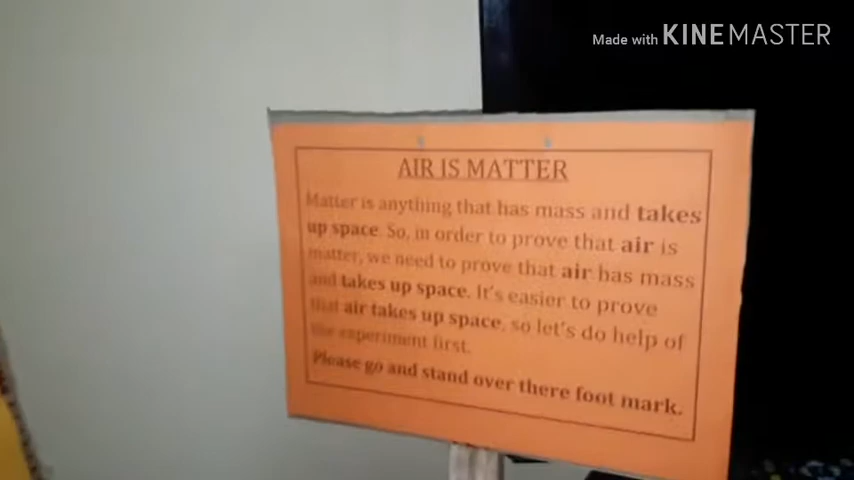 Made with KINEMASTER
AIR IS MATTER
Matter is anything that has mass and takes
up space. So, in order to prove that air is
matter, we need to prove that air has mass
and takes up space. It's easier to prove
that air takes up space, so let's do help of
the experiment first.
Please go and stand over there foot mark.